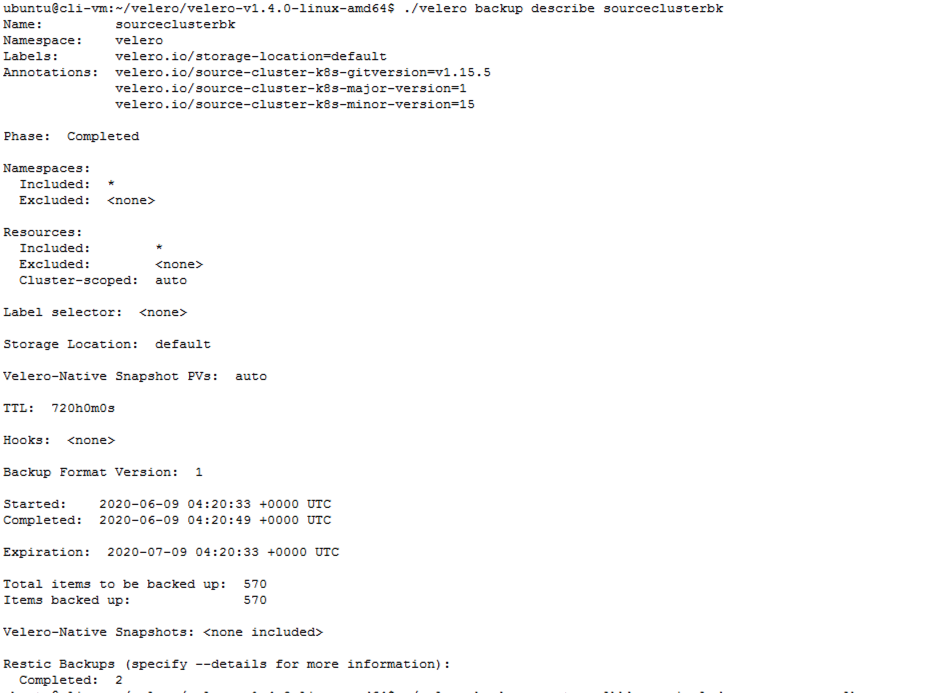 ubuntu@cli-vm:~/velero/velero-v1.4.0-linux-amd64$ ./velero backup describe sourceclusterbk
Name:         sourceclusterbk
Namespace:    velero
Labels:       velero.io/storage-location=default
Annotations:  velero.io/source-cluster-k8s-gitversion=v1.15.5
              velero.io/source-cluster-k8s-major-version=1
              velero.io/source-cluster-k8s-minor-version=15
Phase:  Completed
Namespaces:
  Included:  *
  Excluded:  <none>
Resources:
  Included:        *
  Excluded:        <none>
  Cluster-scoped:  auto
Label selector:  <none>
Storage Location:  default
Velero-Native Snapshot PVs:  auto
TTL:  720h0m0s
Hooks:  <none>
Backup Format Version:  1
Started:    2020-06-09 04:20:33 +0000 UTC
Completed:  2020-06-09 04:20:49 +0000 UTC
Expiration:  2020-07-09 04:20:33 +0000 UTC
Total items to be backed up:  570
Items backed up:              570
Velero-Native Snapshots: <none included>
Restic Backups (specify --details for more information):
  Completed:  2